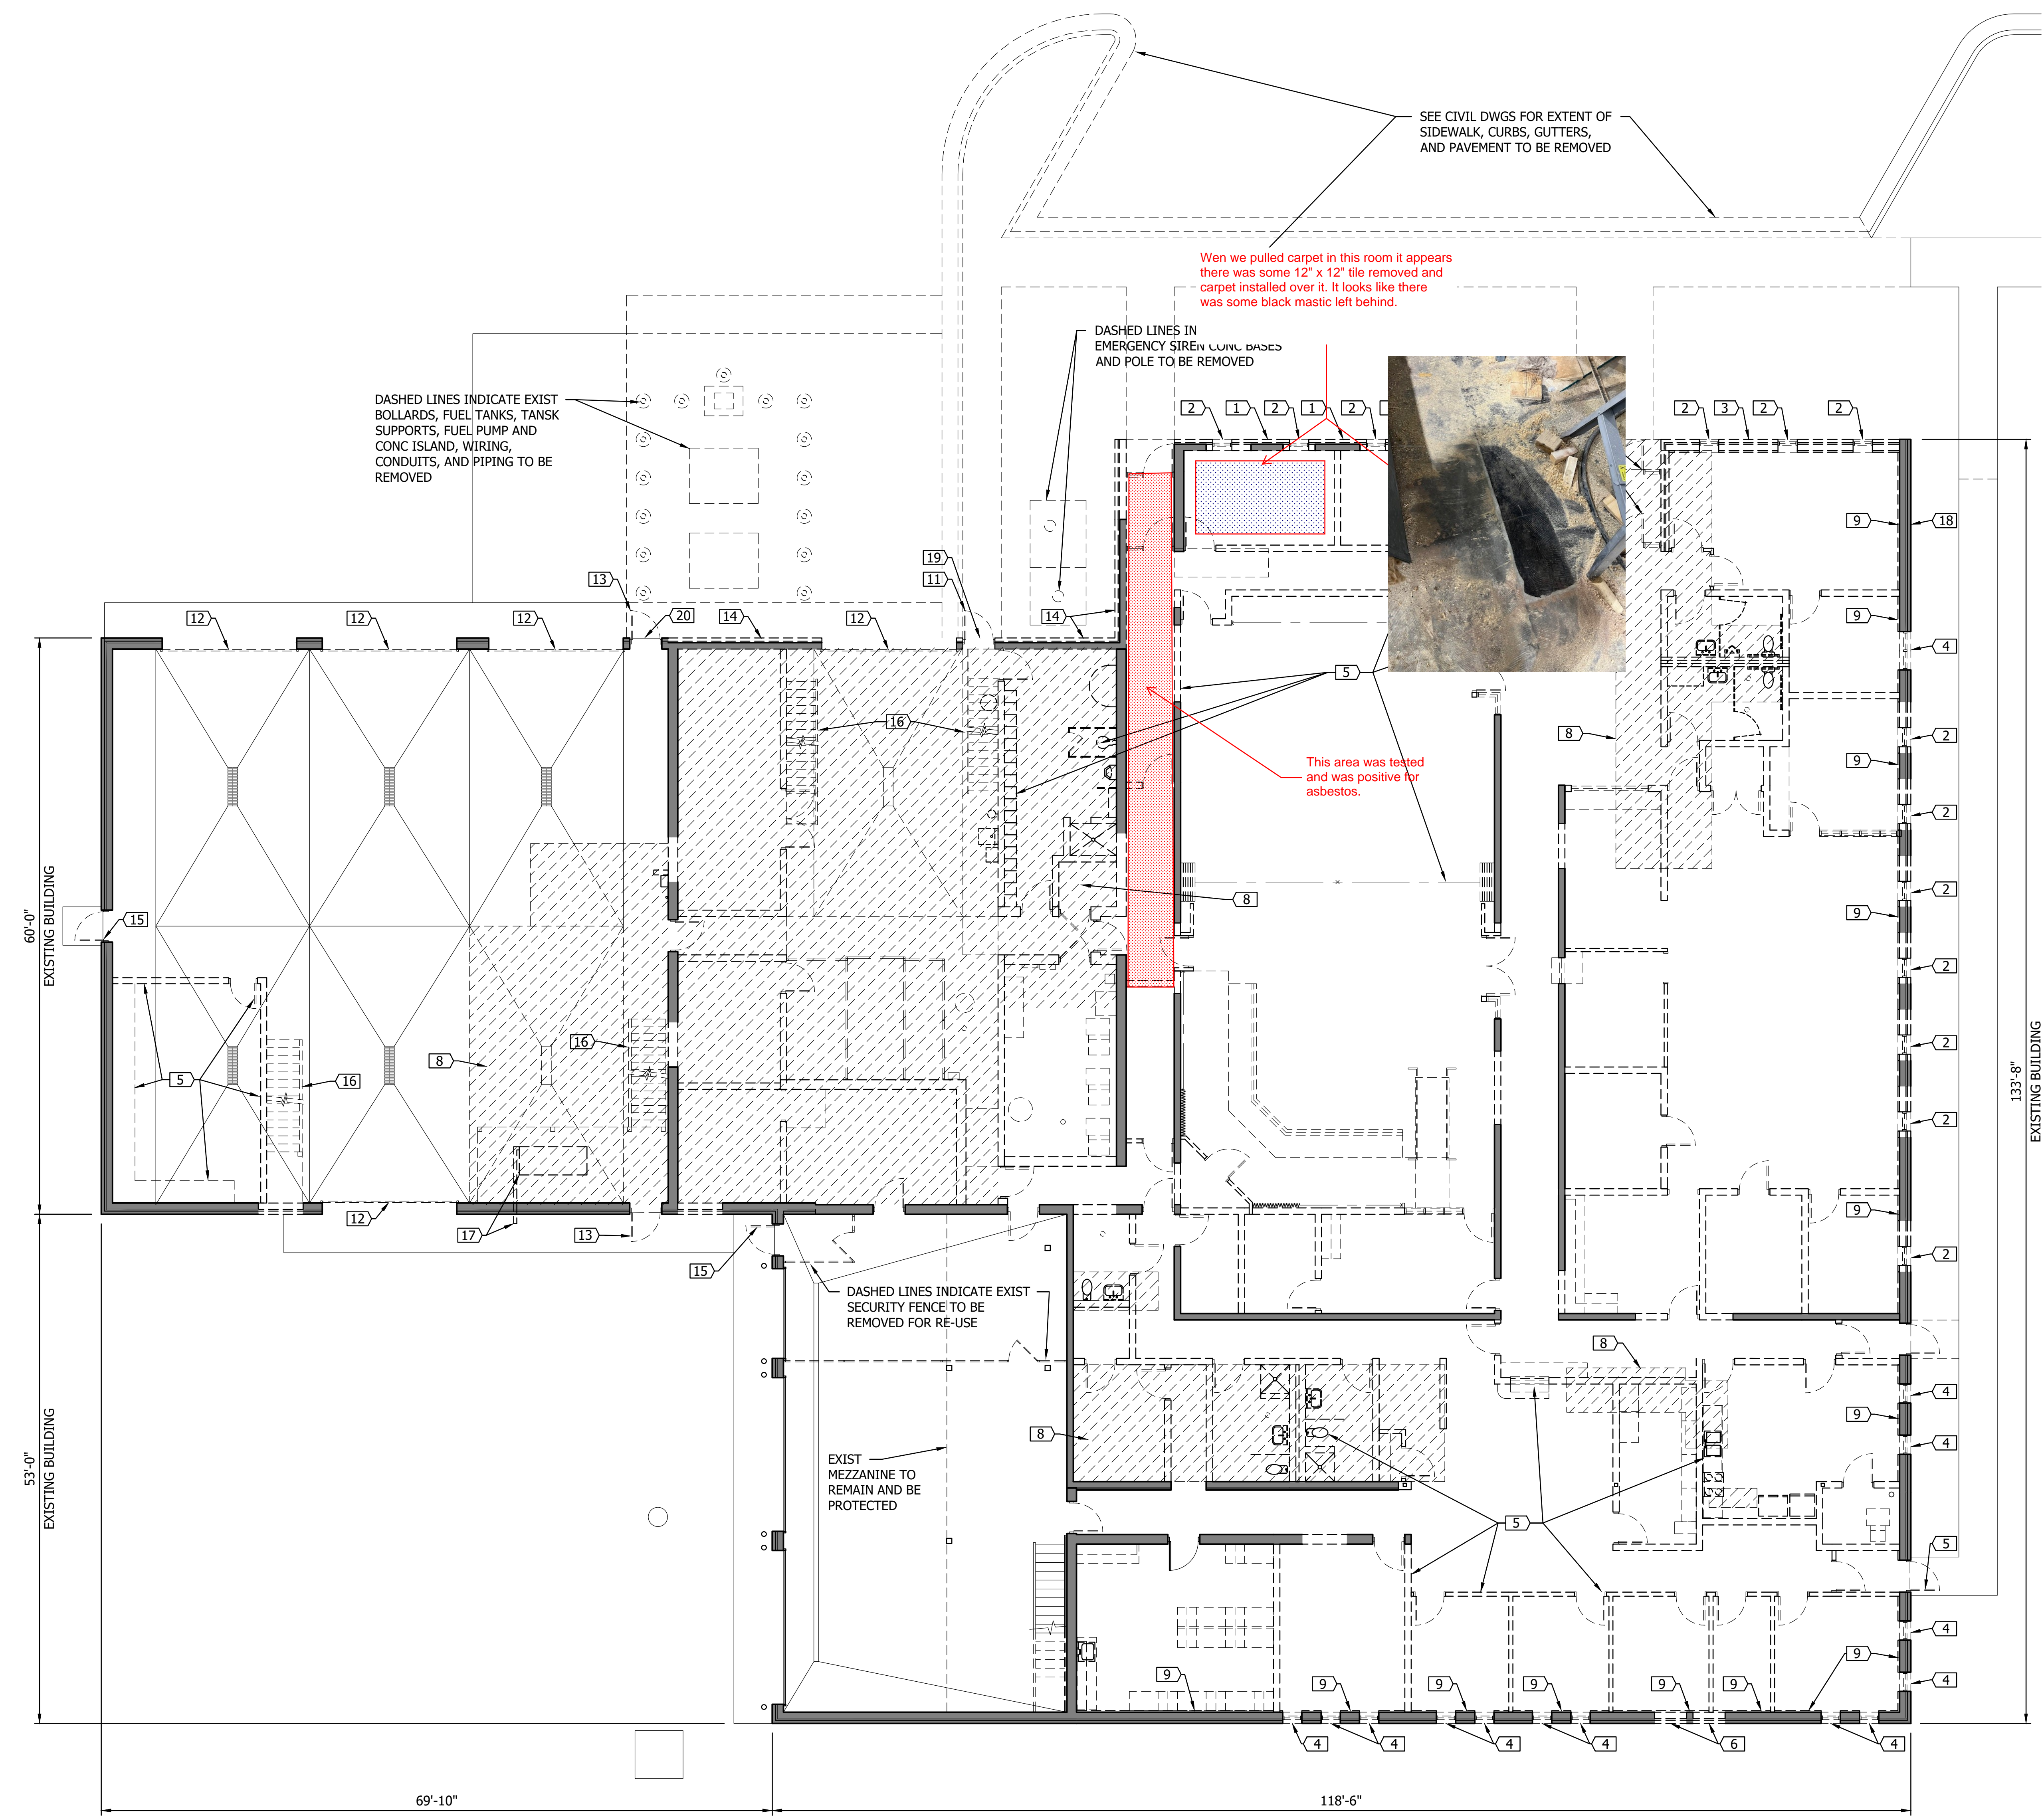 SEE CIVIL DWGS FOR EXTENT OF
SIDEWALK, CURBS, GUTTERS,
AND PAVEMENT TO BE REMOVED
Wen we pulled carpet in this room it appears
there was some 12" x 12" tile removed and
carpet installed over it. It looks like there
was some black mastic left behind.
DASHED LINES IN
EMERGENCY SIREN CONC BASES
AND POLE TO BE REMOVED
DASHED LINES INDICATE EXIST
BOLLARDS, FUEL TANKS, TANSK
SUPPORTS, FUEL PUMP AND
CONC ISLAND, WIRING,
CONDUITS, AND PIPING TO BE
REMOVED
2 1 2 1 2
2 3 2 2
9 18
19
11
13
12 12 12 20 14 12 14
9
4
5
16
8
2
9
This area was tested
and was positive for
asbestos.
2
2
8
9
15
60'-0"
EXISTING BUILDING
2
2
16
8
5
16
133'-8"
EXISTING BUILDING
2
12
17
13
9
15
2
DASHED LINES INDICATE EXIST
SECURITY FENCE TO BE
REMOVED FOR RE-USE
8
4
9
8
4
53'-0"
EXISTING BUILDING
EXIST
MEZZANINE TO
REMAIN AND BE
PROTECTED
5
5
4
9
9
9 9 9 9 9
4
4 4 4 4 6 4
69'-10"
118'-6"